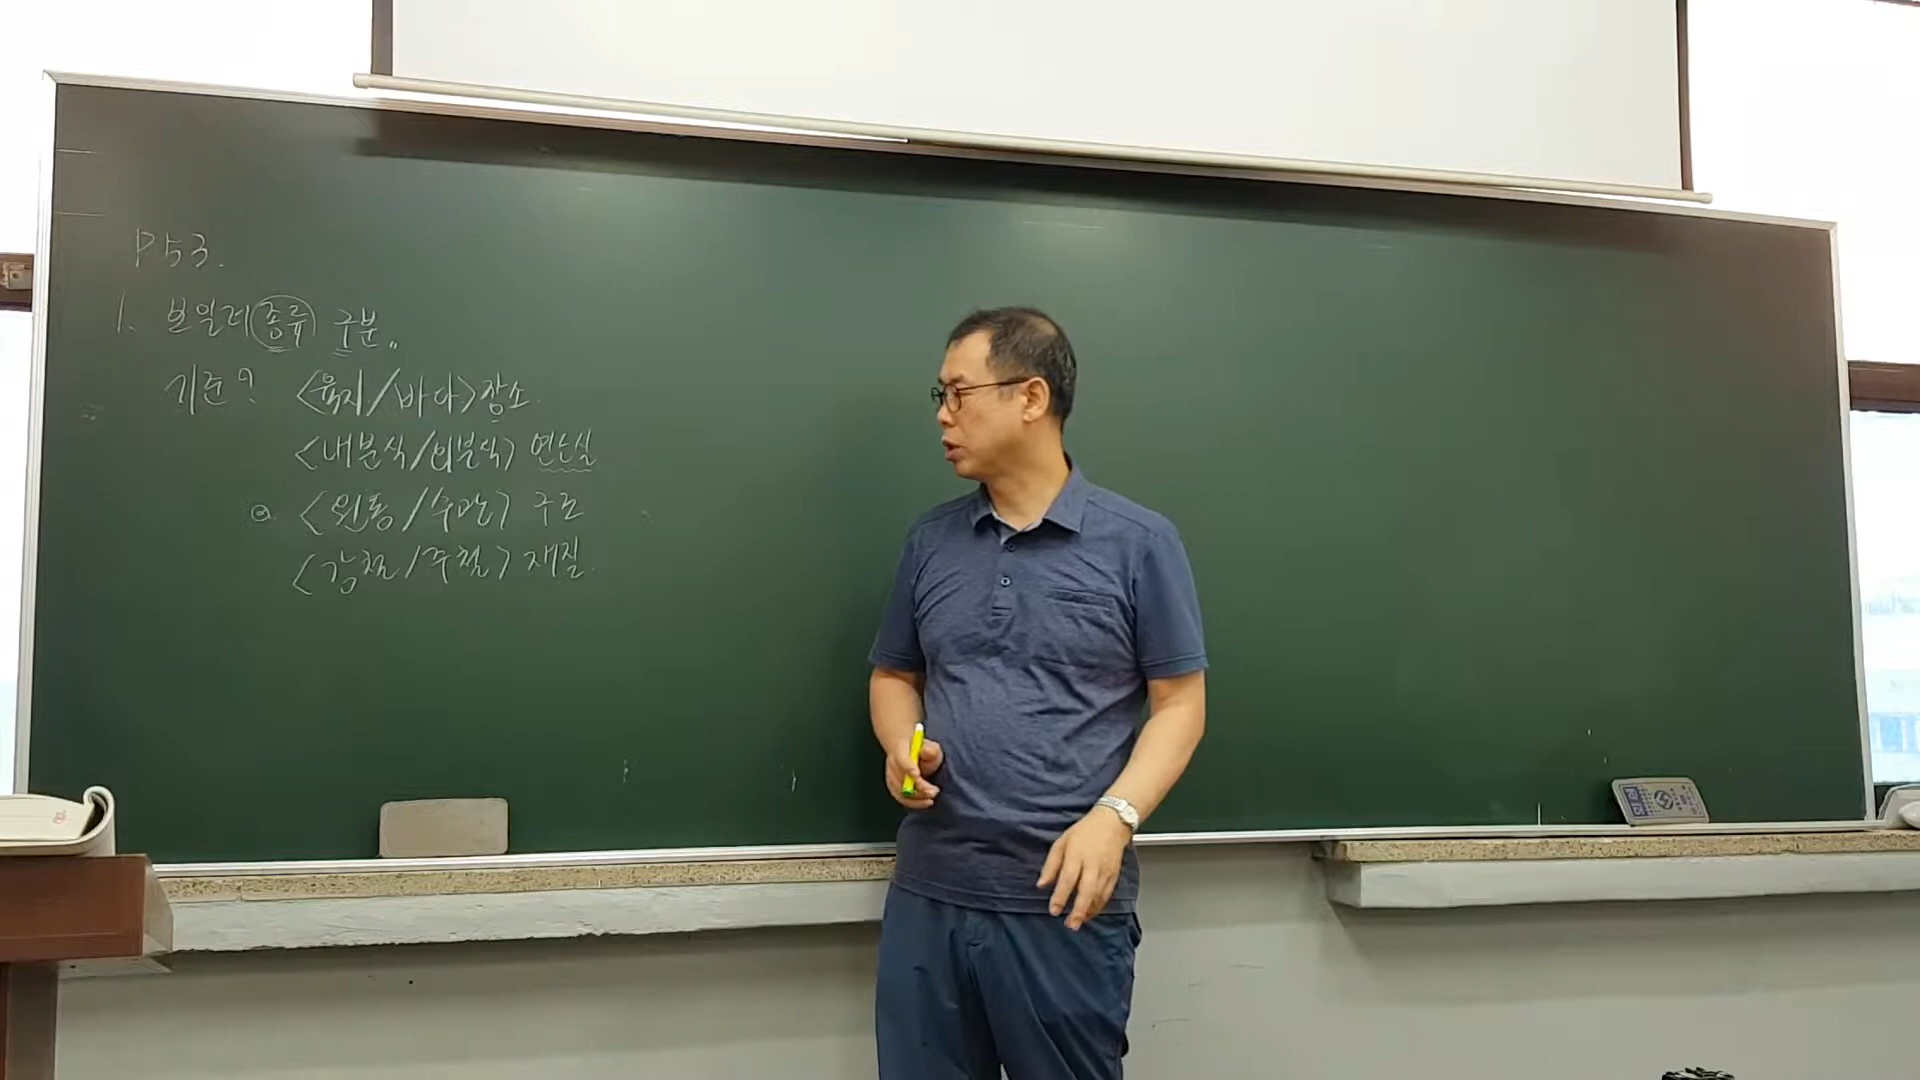 P53.
1. 보일러 종류 구분
기준? <육지/바다> 장소
<내분식/외분식> 연소실
◎ <원통/수관> 구조
<강철/주철> 재질.